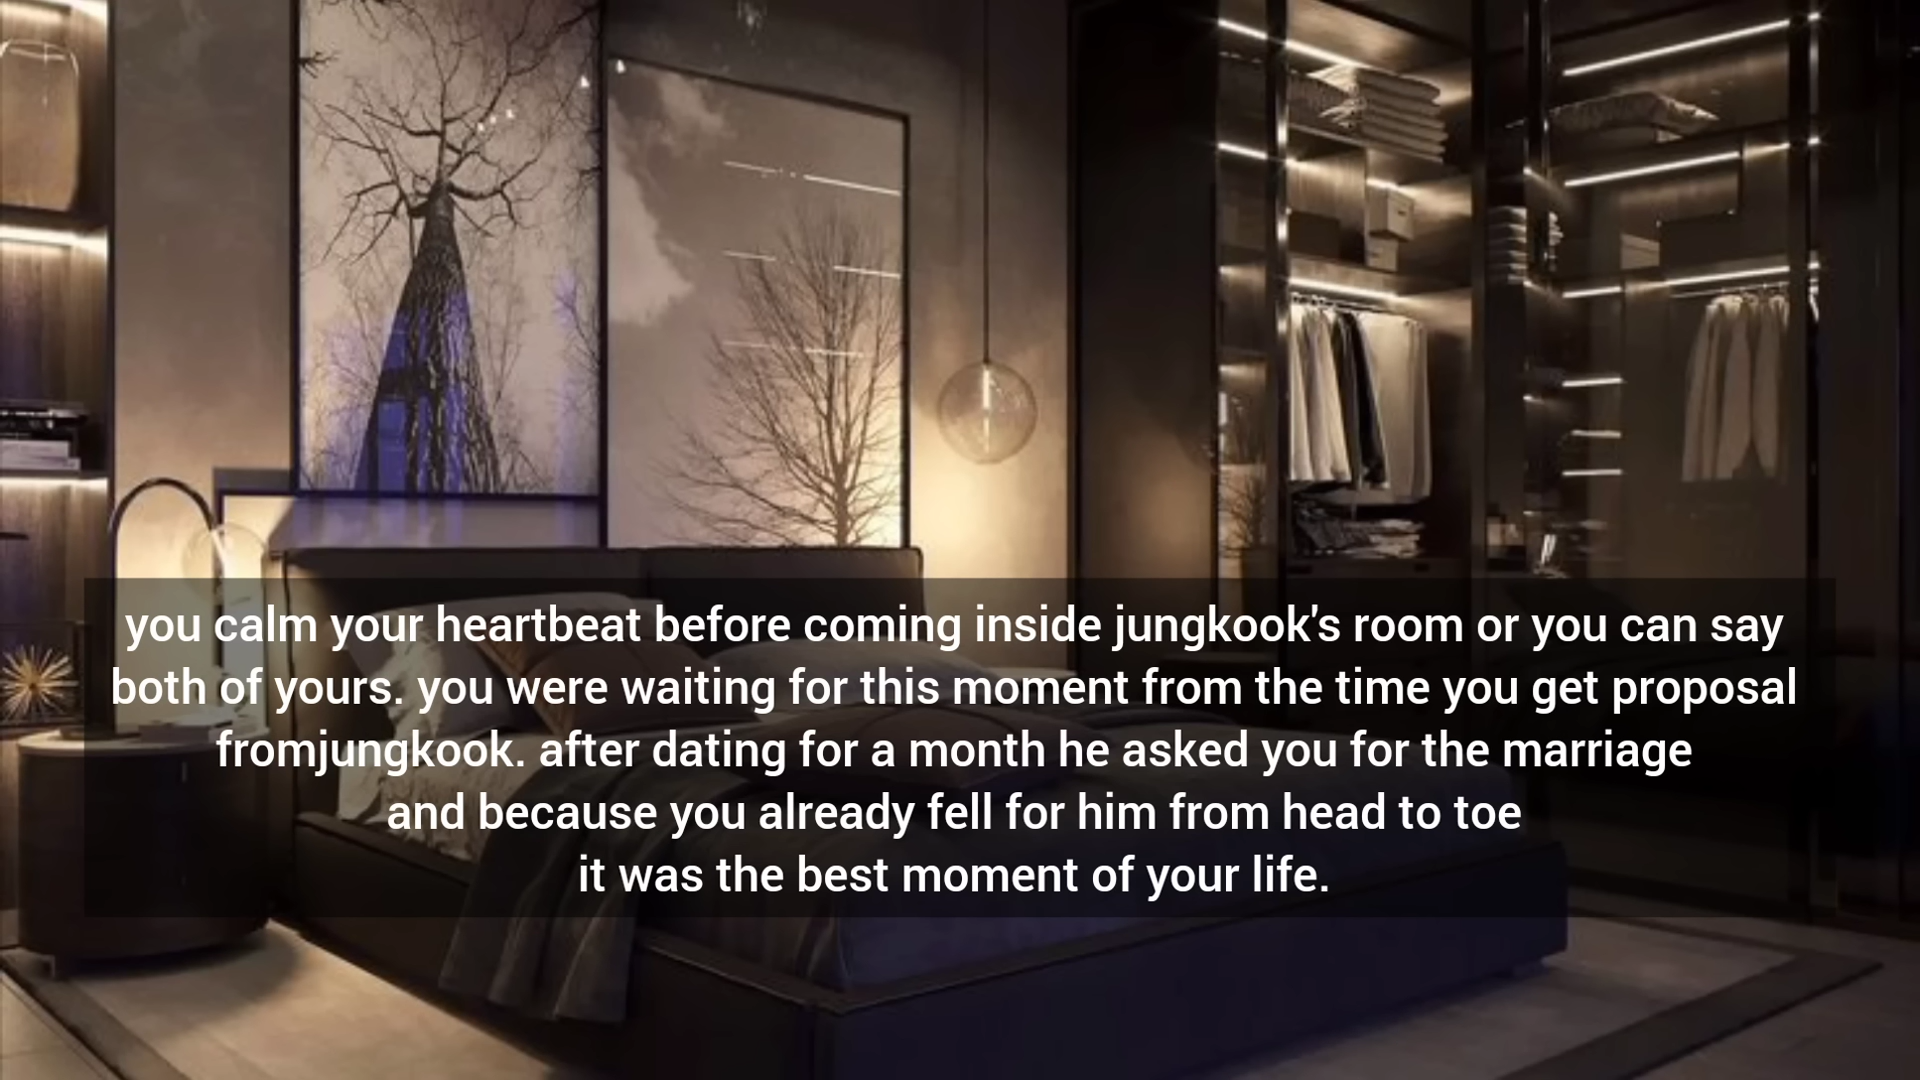 you calm your heartbeat before coming inside jungkook's room or you can say
both of yours. you were waiting for this moment from the time you get proposal
fromjungkook. after dating for a month he asked you for the marriage
and because you already fell for him from head to toe
it was the best moment of your life.